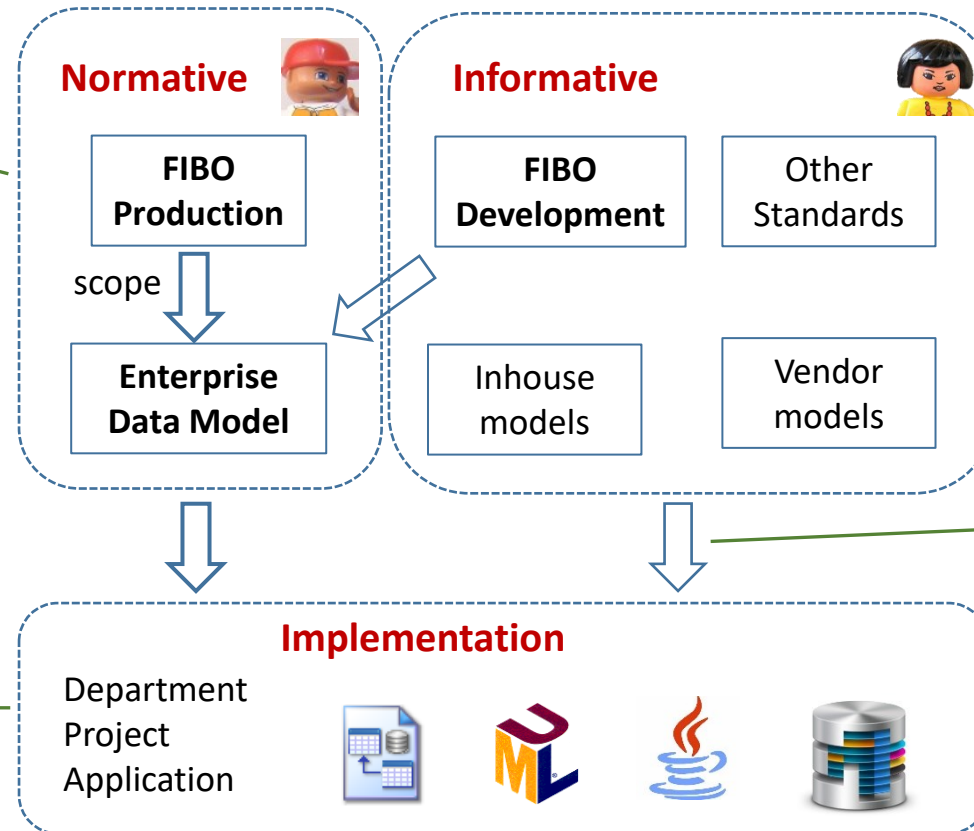 Normative
Informative
FIBO
Production
FIBO
Development
Other
Standards
scope
Enterprise
Data Model
Inhouse
models
Vendor
models
Implementation
Department
Project
Application
UML